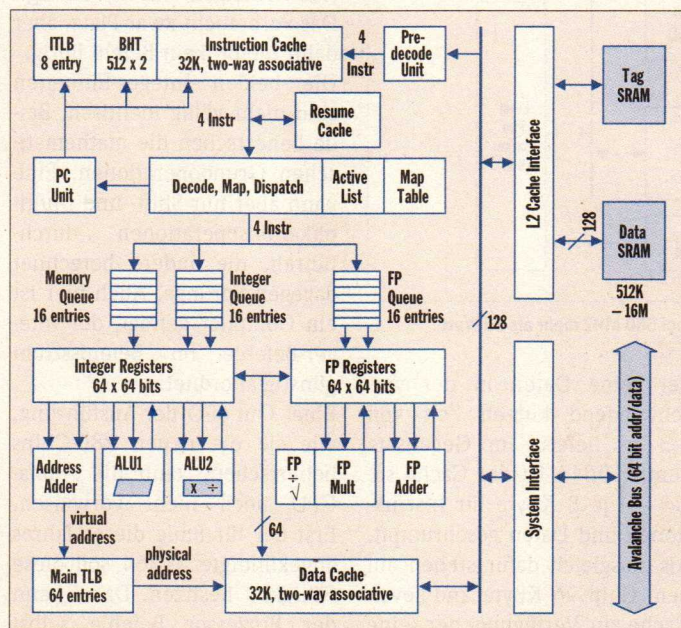 ITLB
8 entry
BHT
512 x 2
Instruction Cache
32K, two-way associative
4
Instr
Pre-
decode
Unit
4 Instr
Resume
Cache
PC
Unit
Decode, Map, Dispatch
Active
List
Map
Table
4 Instr
Memory
Queue
16 entries
Integer
Queue
16 entries
FP
Queue
16 entries
Integer Registers
64 x 64 bits
FP Registers
64 x 64 bits
Address
Adder
ALU1
ALU2
x ÷
FP
÷
√
FP
Mult
FP
Adder
virtual
address
64
Main TLB
64 entries
physical
address
Data Cache
32K, two-way associative
128
L2 Cache Interface
System Interface
Tag
SRAM
128
Data
SRAM
512K
– 16M
Avalanche Bus (64 bit addr/data)